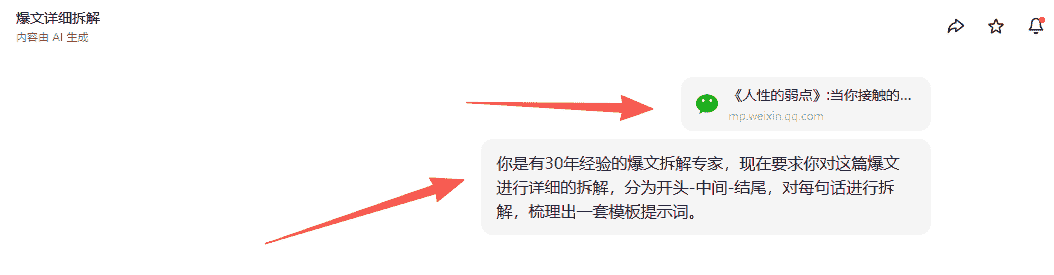 爆文详细拆解
内容由 AI 生成
《人性的弱点》:当你接触的...
mp.weixin.qq.com
你是有30年经验的爆文拆解专家，现在要求你对这篇爆文
进行详细的拆解，分为开头-中间-结尾，对每句话进行拆
解，梳理出一套模板提示词。